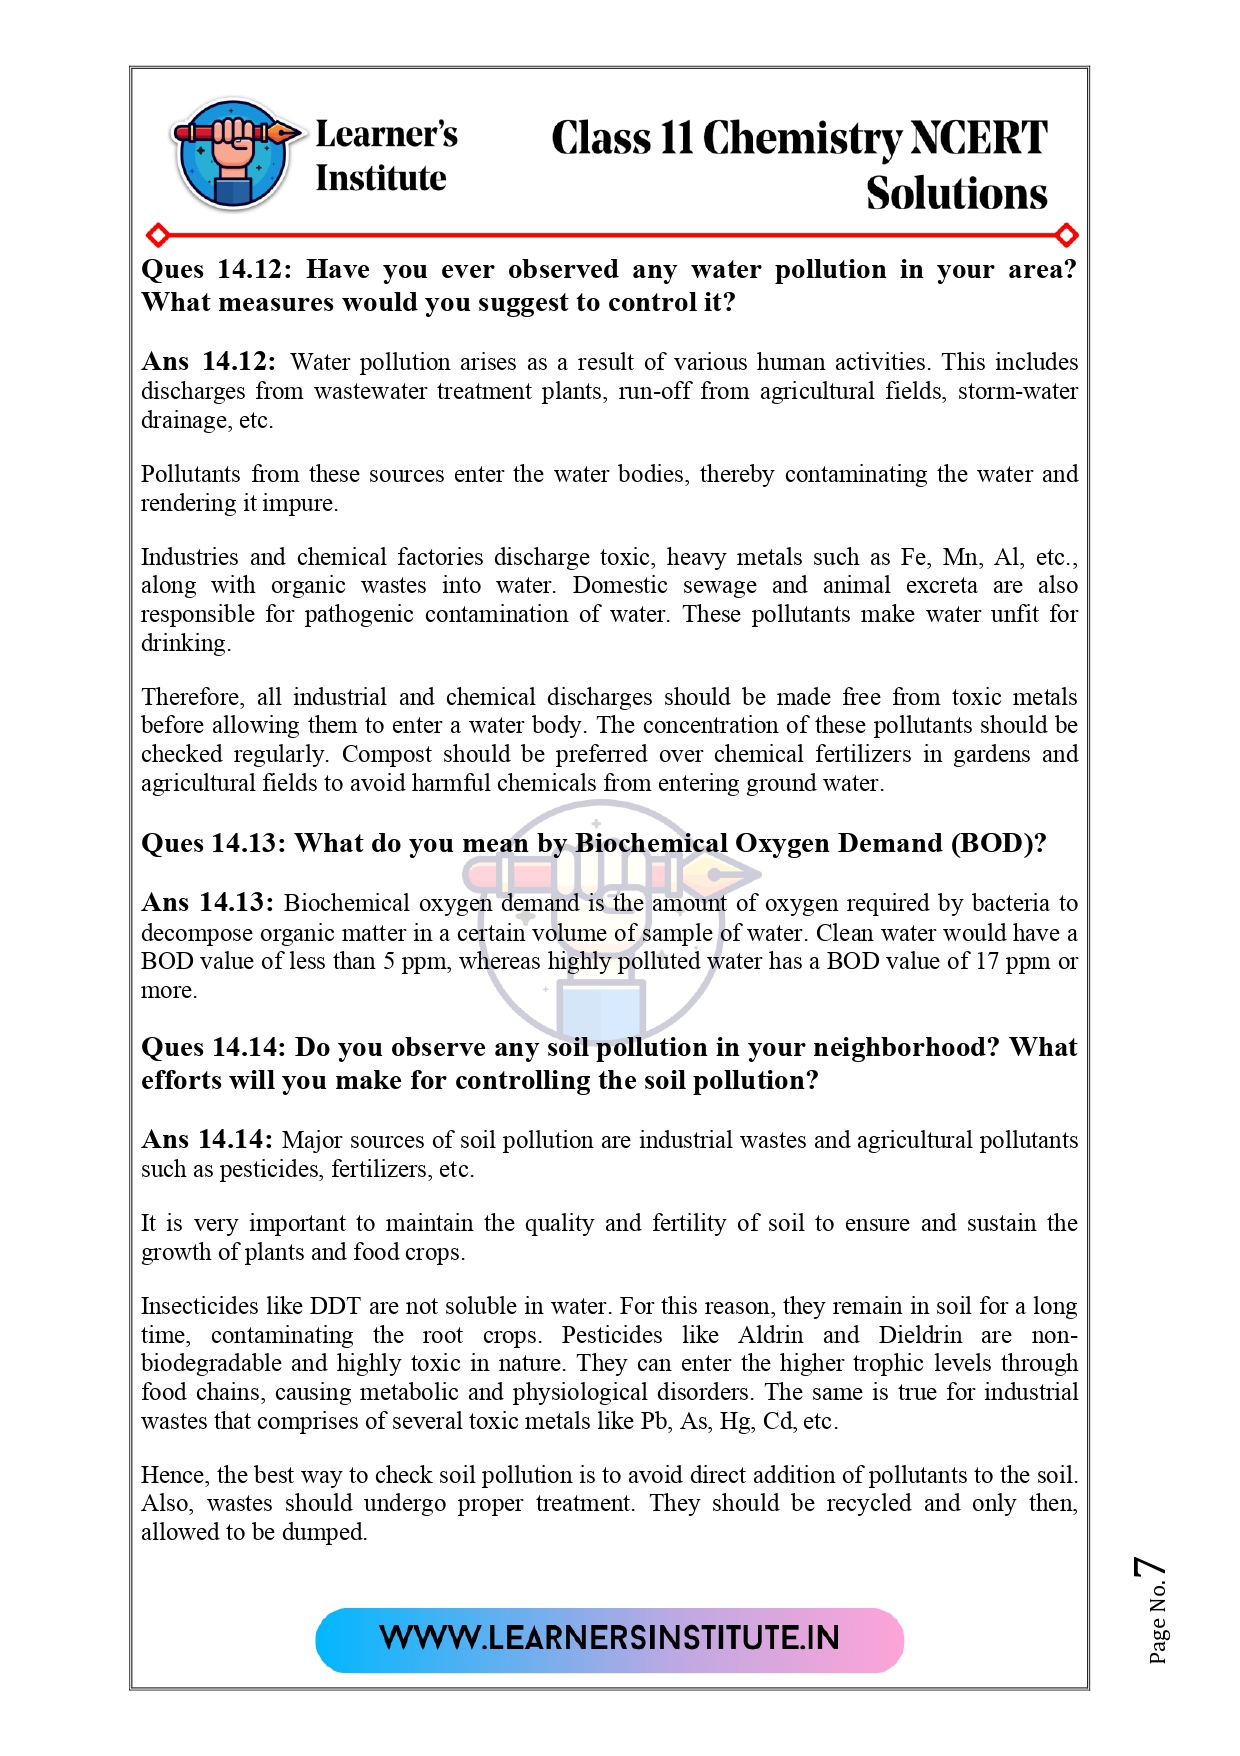 Learner's
Institute
Class 11 Chemistry NCERT
Solutions
Ques 14.12: Have you ever observed any water pollution in your area?
What measures would you suggest to control it?
Ans 14.12: Water pollution arises as a result of various human activities. This includes
discharges from wastewater treatment plants, run-off from agricultural fields, storm-water
drainage, etc.
Pollutants from these sources enter the water bodies, thereby contaminating the water and
rendering it impure.
Industries and chemical factories discharge toxic, heavy metals such as Fe, Mn, Al, etc.,
along with organic wastes into water. Domestic sewage and animal excreta are also
responsible for pathogenic contamination of water. These pollutants make water unfit for
drinking.
Therefore, all industrial and chemical discharges should be made free from toxic metals
before allowing them to enter a water body. The concentration of these pollutants should be
checked regularly. Compost should be preferred over chemical fertilizers in gardens and
agricultural fields to avoid harmful chemicals from entering ground water.
Ques 14.13: What do you mean by Biochemical Oxygen Demand (BOD)?
Ans 14.13: Biochemical oxygen demand is the amount of oxygen required by bacteria to
decompose organic matter in a certain volume of sample of water. Clean water would have a
BOD value of less than 5 ppm, whereas highly polluted water has a BOD value of 17 ppm or
more.
Ques 14.14: Do you observe any soil pollution in your neighborhood? What
efforts will you make for controlling the soil pollution?
Ans 14.14: Major sources of soil pollution are industrial wastes and agricultural pollutants
such as pesticides, fertilizers, etc.
It is very important to maintain the quality and fertility of soil to ensure and sustain the
growth of plants and food crops.
Insecticides like DDT are not soluble in water. For this reason, they remain in soil for a long
time, contaminating the root crops. Pesticides like Aldrin and Dieldrin are non-
biodegradable and highly toxic in nature. They can enter the higher trophic levels through
food chains, causing metabolic and physiological disorders. The same is true for industrial
wastes that comprises of several toxic metals like Pb, As, Hg, Cd, etc.
Hence, the best way to check soil pollution is to avoid direct addition of pollutants to the soil.
Also, wastes should undergo proper treatment. They should be recycled and only then,
allowed to be dumped.
Page No.7
WWW.LEARNERSINSTITUTE.IN